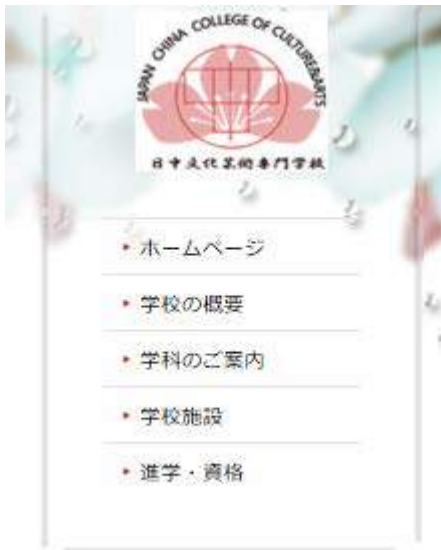 JAPAN CHINA COLLEGE OF CULTURE&ARTS
日中文化芸術専門学校
ホームページ
学校の概要
学科のご案内
学校施設
進学・資格